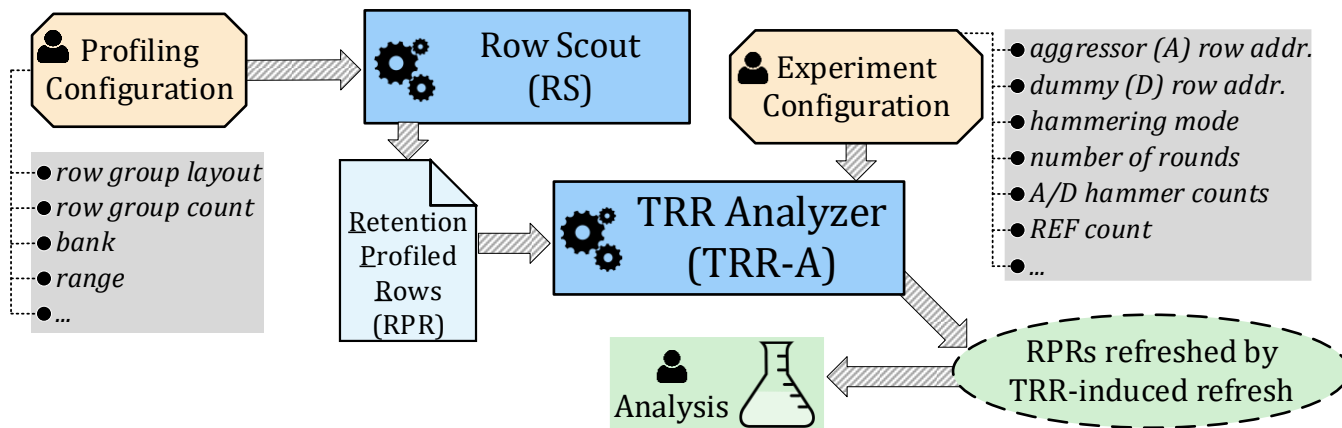 Profiling
Configuration
row group layout
row group count
bank
range
...
Row Scout
(RS)
Retention
Profiled
Rows
(RPR)
Experiment
Configuration
aggressor (A) row addr.
dummy (D) row addr.
hammering mode
number of rounds
A/D hammer counts
REF count
...
TRR Analyzer
(TRR-A)
RPRs refreshed by
TRR-induced refresh
Analysis